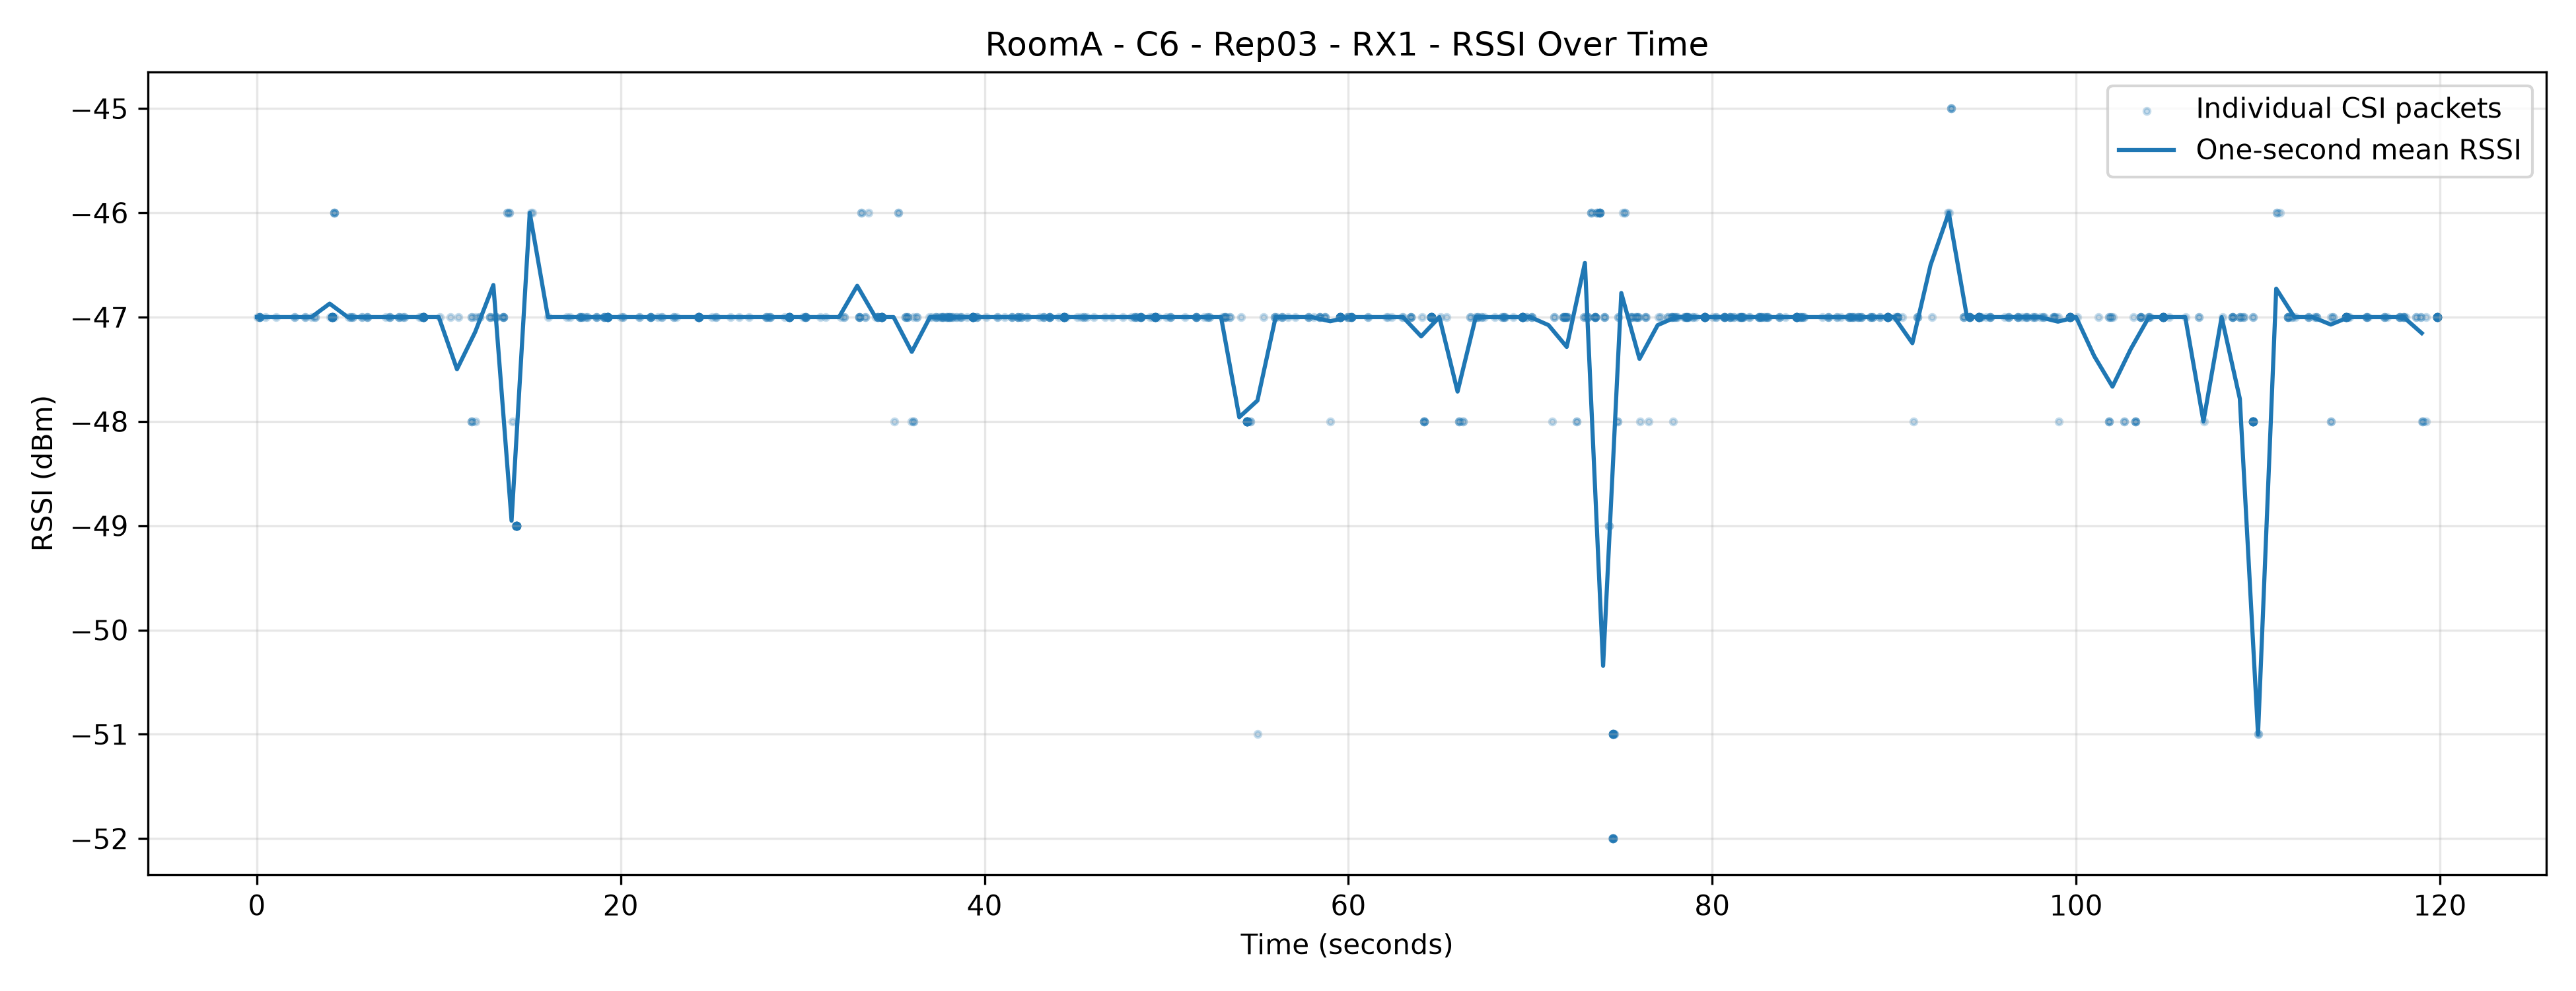 RoomA - C6 - Rep03 - RX1 - RSSI Over Time
Individual CSI packets
One-second mean RSSI
RSSI (dBm)
−45
−46
−47
−48
−49
−50
−51
−52
0 20 40 60 80 100 120
Time (seconds)